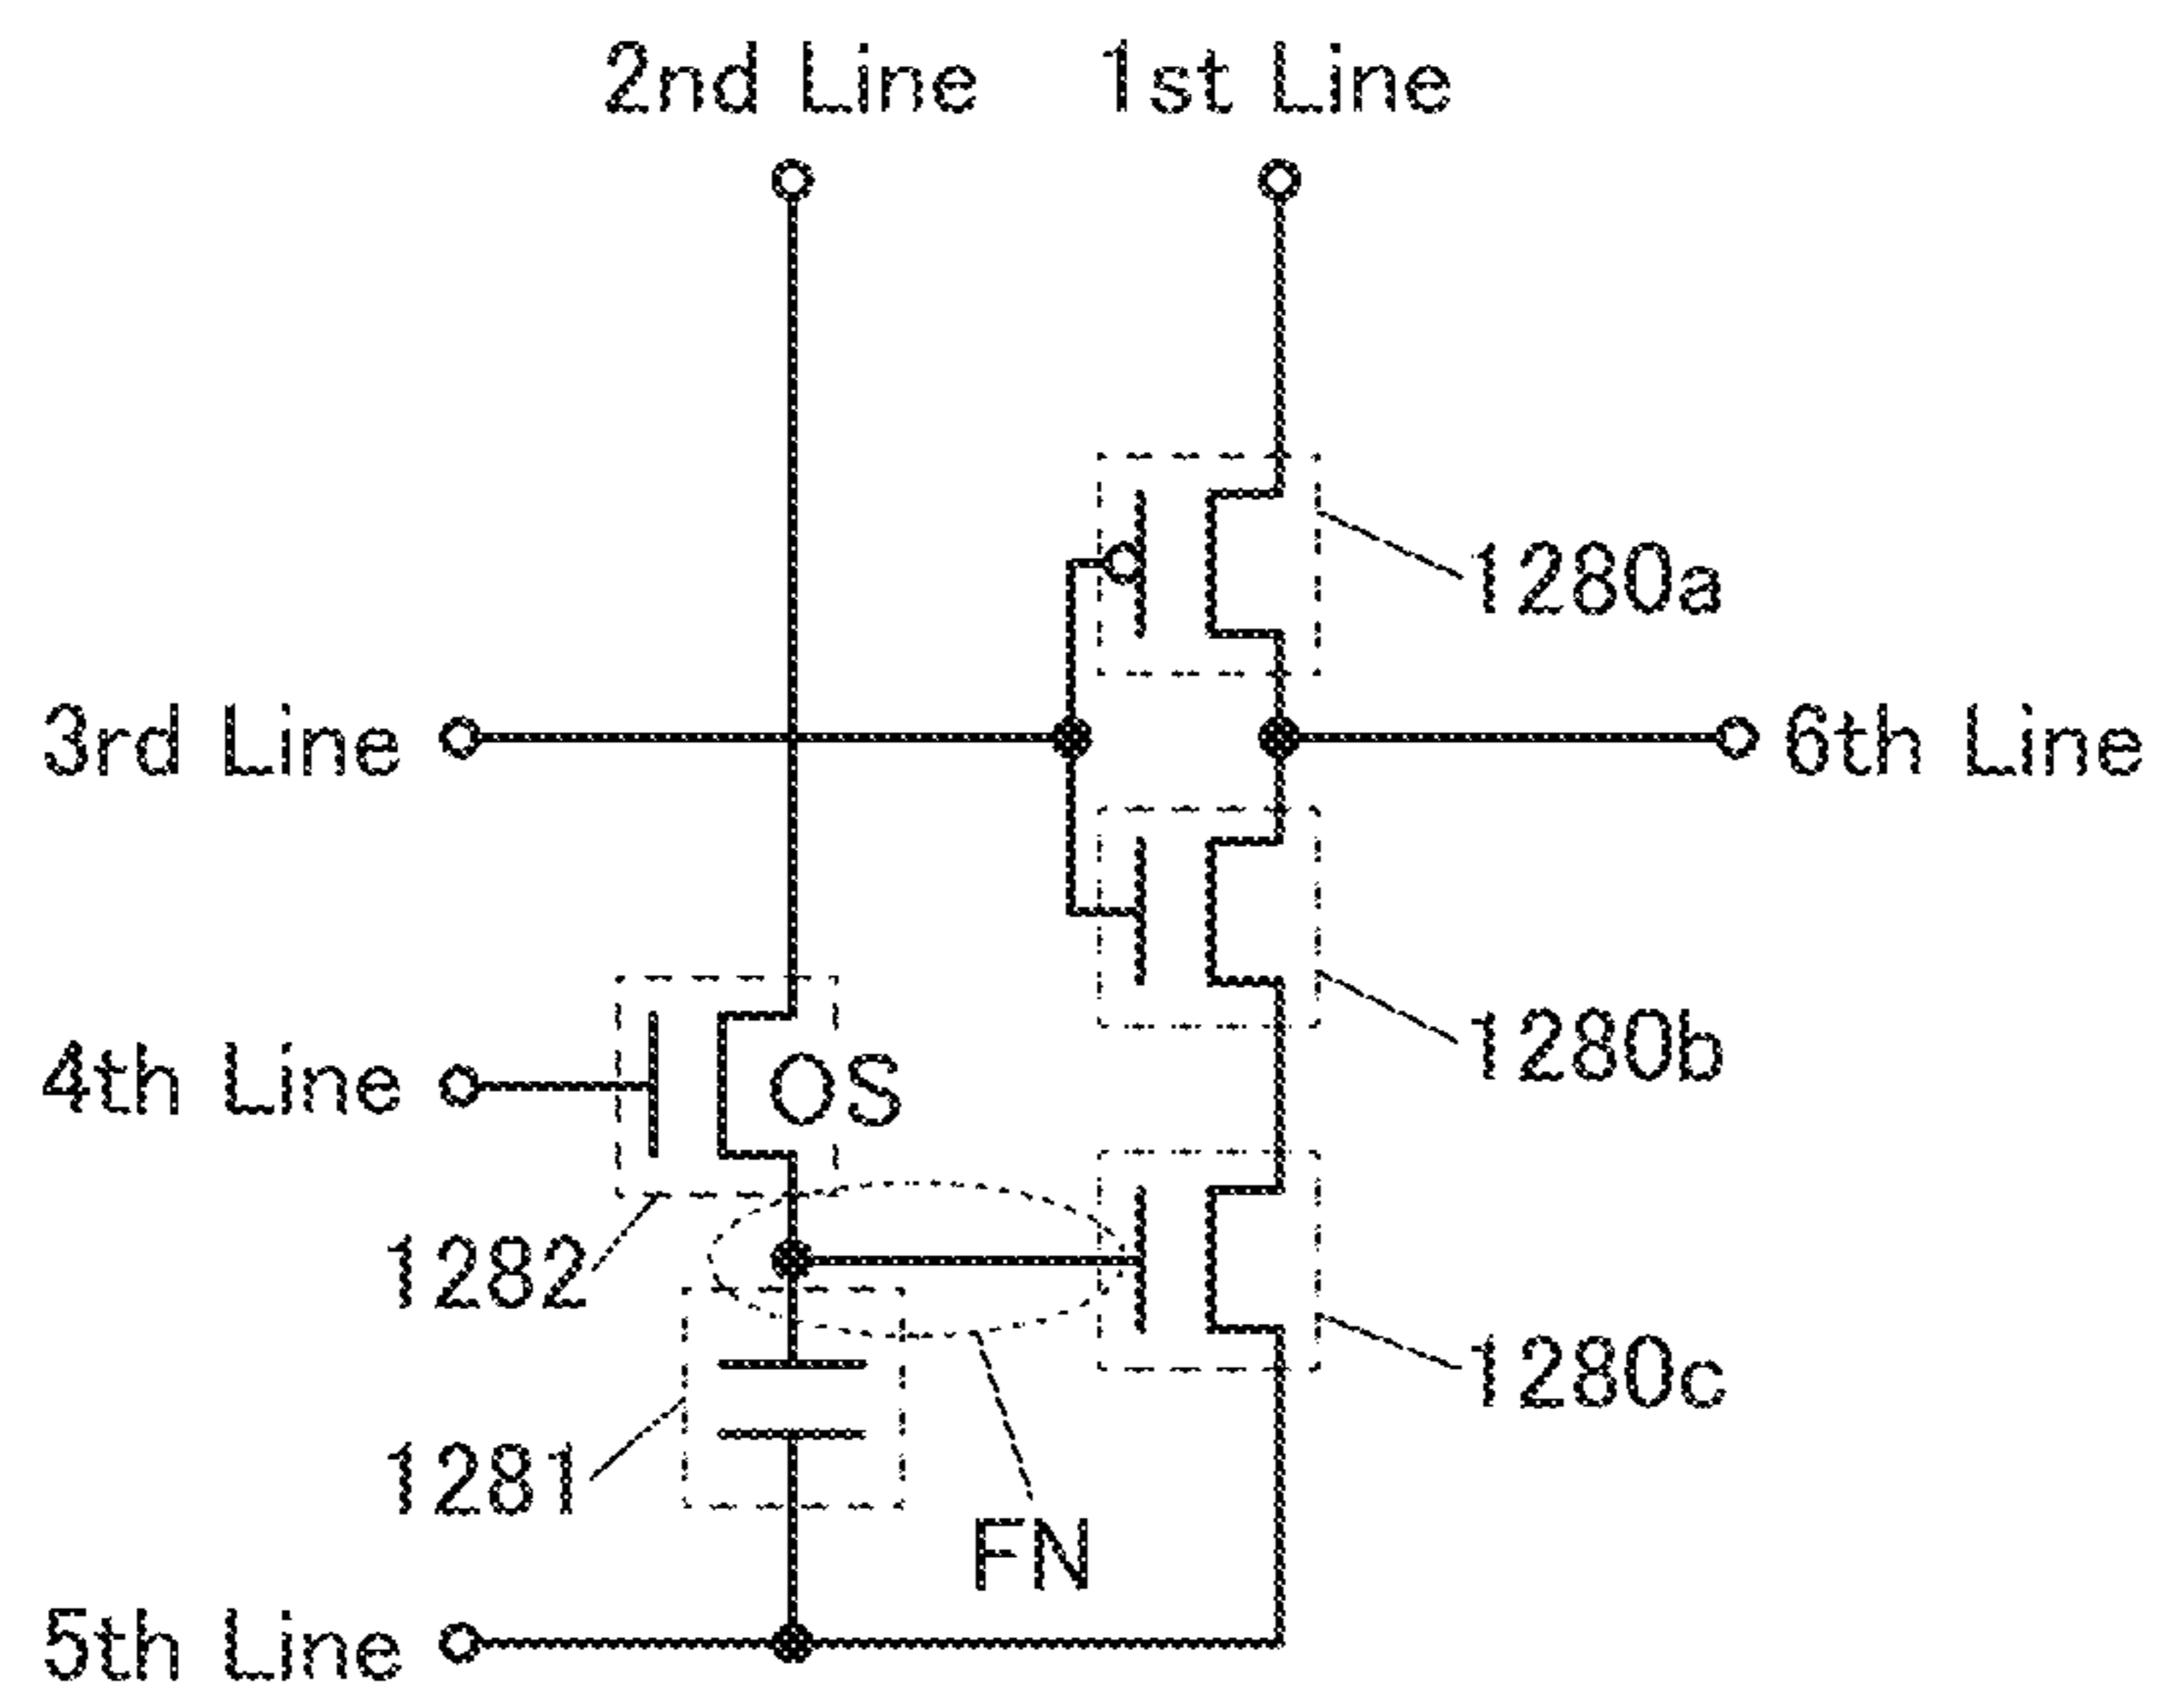 2nd Line 1st Line
1280a
3rd Line 6th Line
1280b
4th Line OS
1282
1280c
1281
FN
5th Line